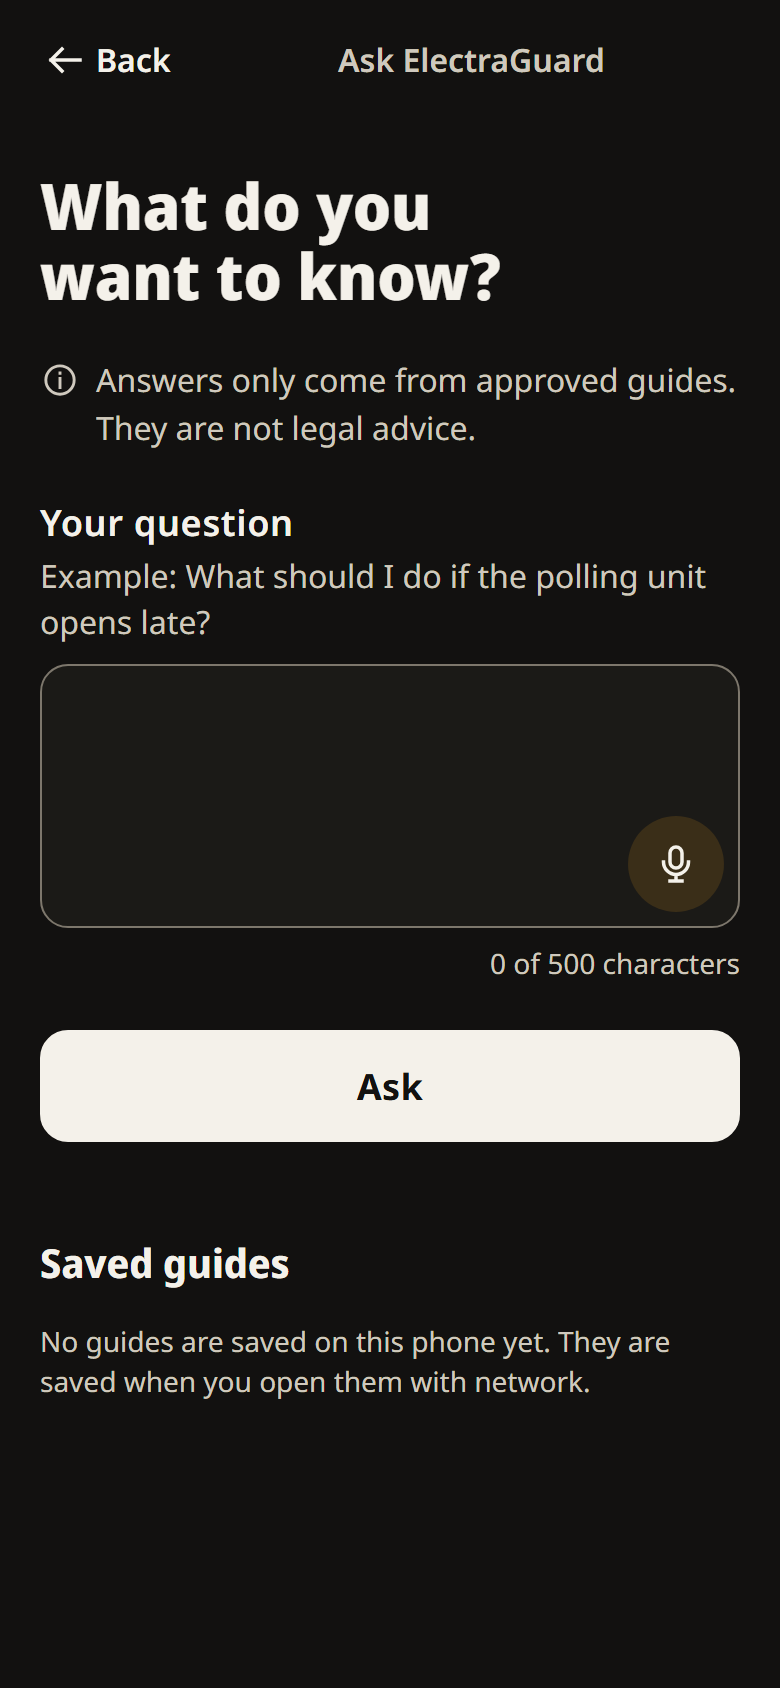 Back
Ask ElectraGuard
What do you
want to know?
Answers only come from approved guides.
They are not legal advice.
Your question
Example: What should I do if the polling unit
opens late?
0 of 500 characters
Ask
Saved guides
No guides are saved on this phone yet. They are
saved when you open them with network.